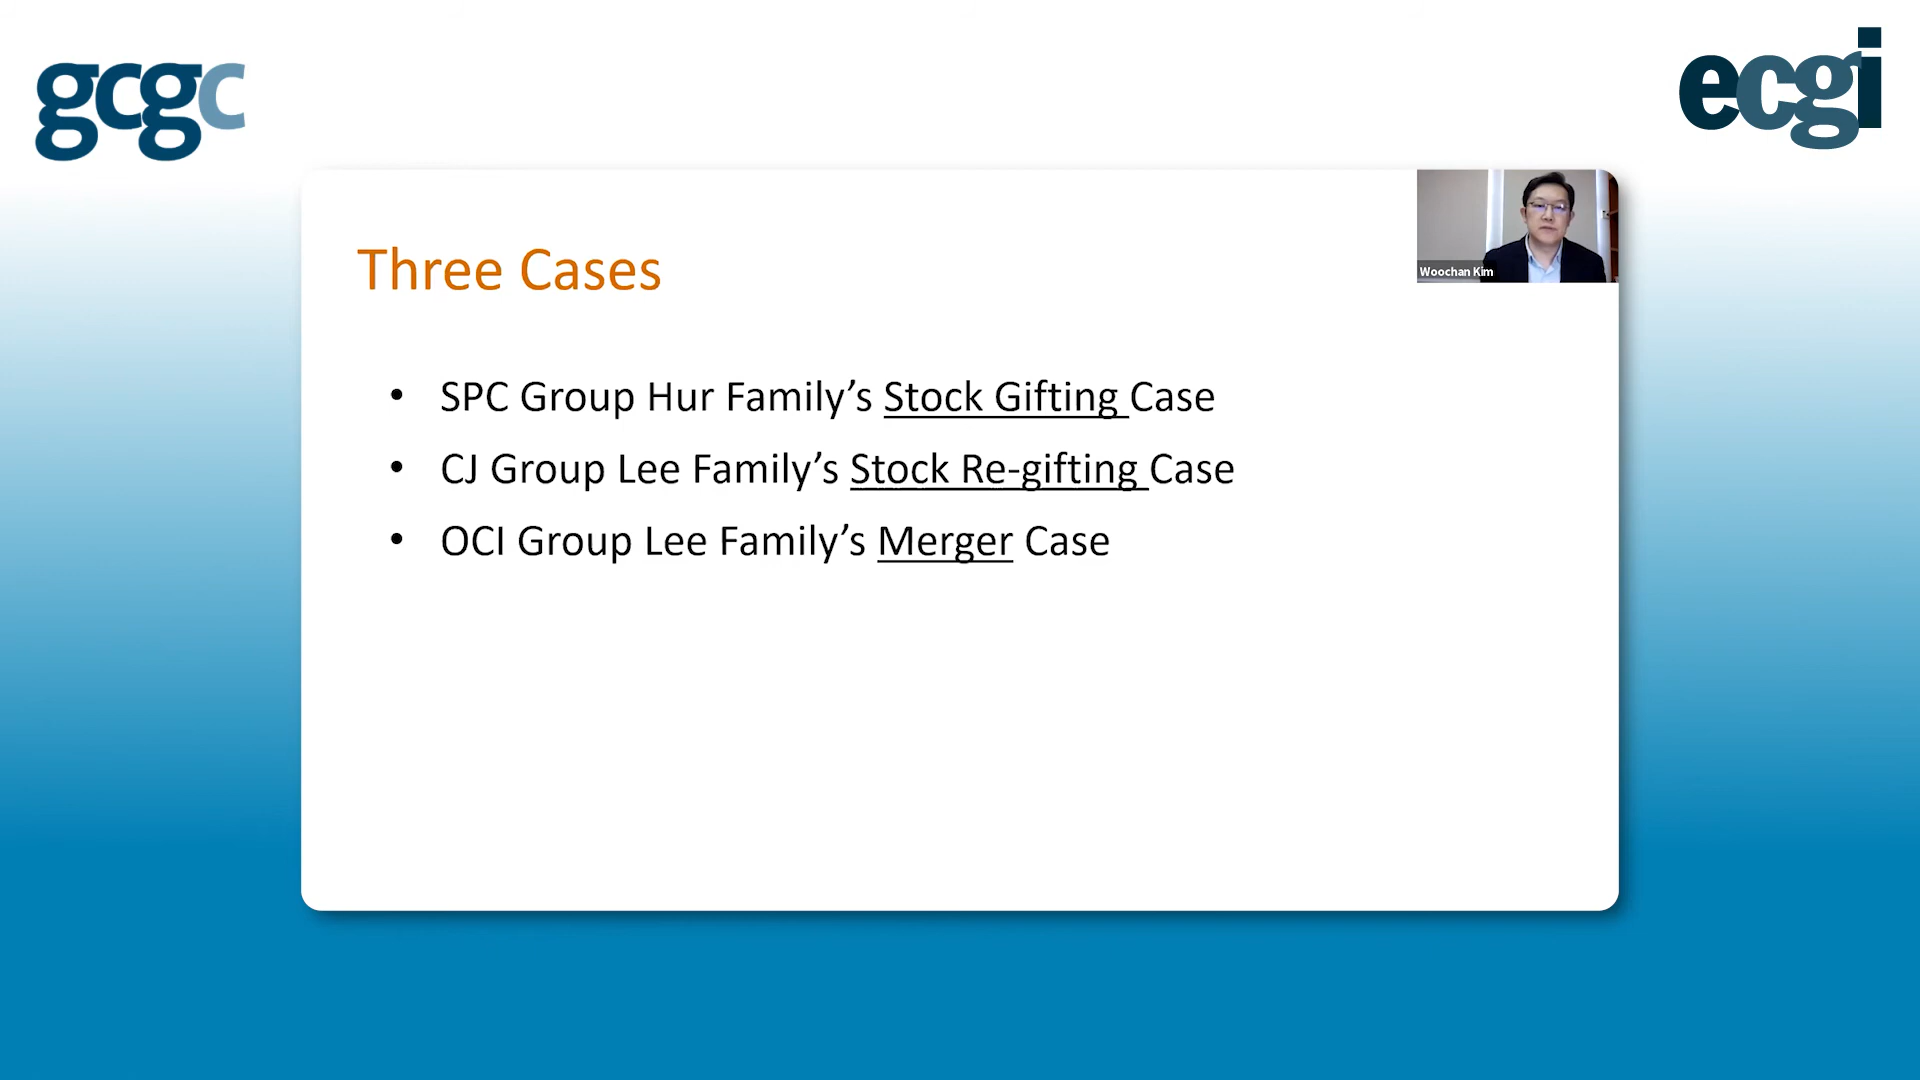 gcgc
ecgi
Woochan Kim
Three Cases
• SPC Group Hur Family’s Stock Gifting Case
• CJ Group Lee Family’s Stock Re-gifting Case
• OCI Group Lee Family’s Merger Case